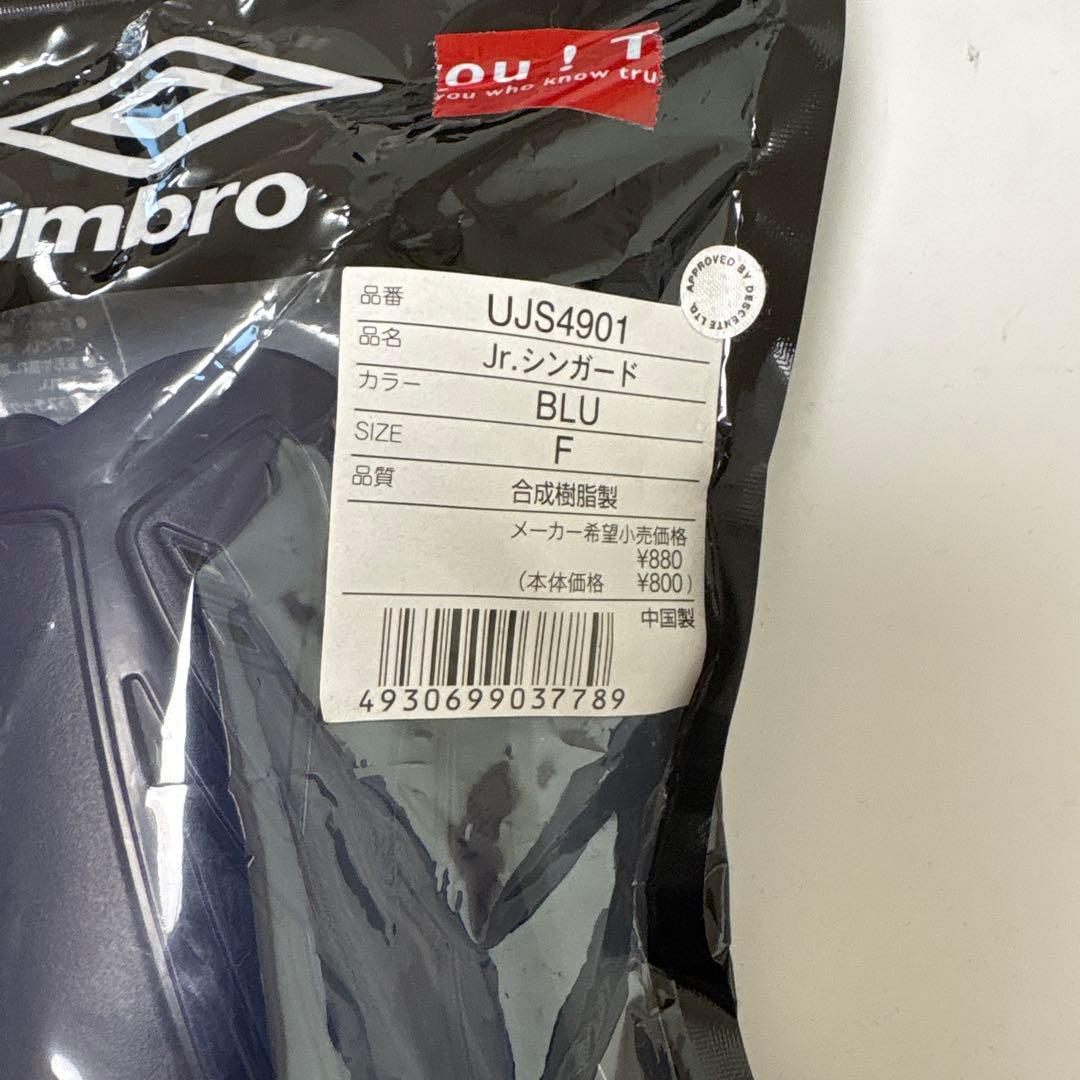 ou ! T
you who know tru
umbro
APPROVED BY DESCENTE LTD.
品番 UJS4901
品名 Jr.シンガード
カラー BLU
SIZE F
品質 合成樹脂製
メーカー希望小売価格
¥880
(本体価格 ¥800)
中国製
4930699037789